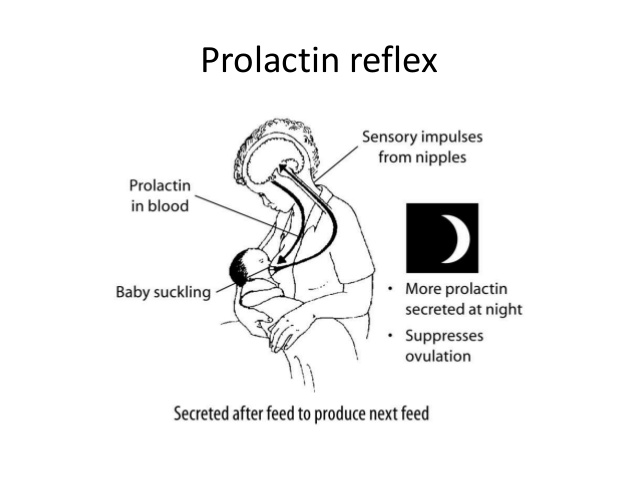 Prolactin reflex
Sensory impulses
from nipples
Prolactin
in blood
Baby suckling
• More prolactin
secreted at night
• Suppresses
ovulation
Secreted after feed to produce next feed